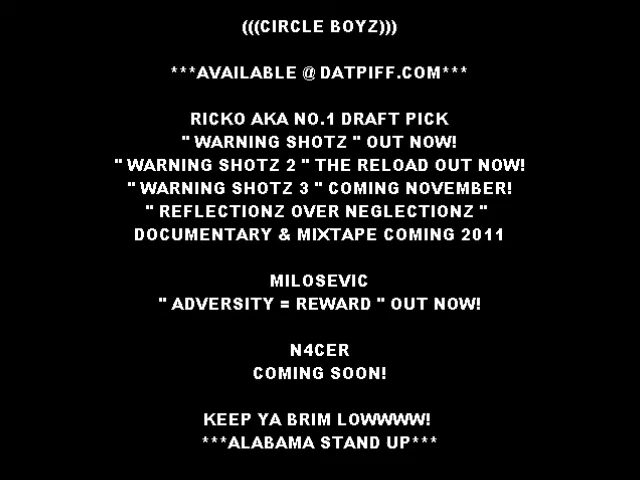 (((CIRCLE BOYZ)))
***AVAILABLE @ DATPIFF.COM***
RICKO AKA NO.1 DRAFT PICK
" WARNING SHOTZ " OUT NOW!
" WARNING SHOTZ 2 " THE RELOAD OUT NOW!
" WARNING SHOTZ 3 " COMING NOVEMBER!
" REFLECTIONZ OVER NEGLECTIONZ "
DOCUMENTARY & MIXTAPE COMING 2011
MILOSEVIC
" ADVERSITY = REWARD " OUT NOW!
N4CER
COMING SOON!
KEEP YA BRIM LOWWWW!
***ALABAMA STAND UP***